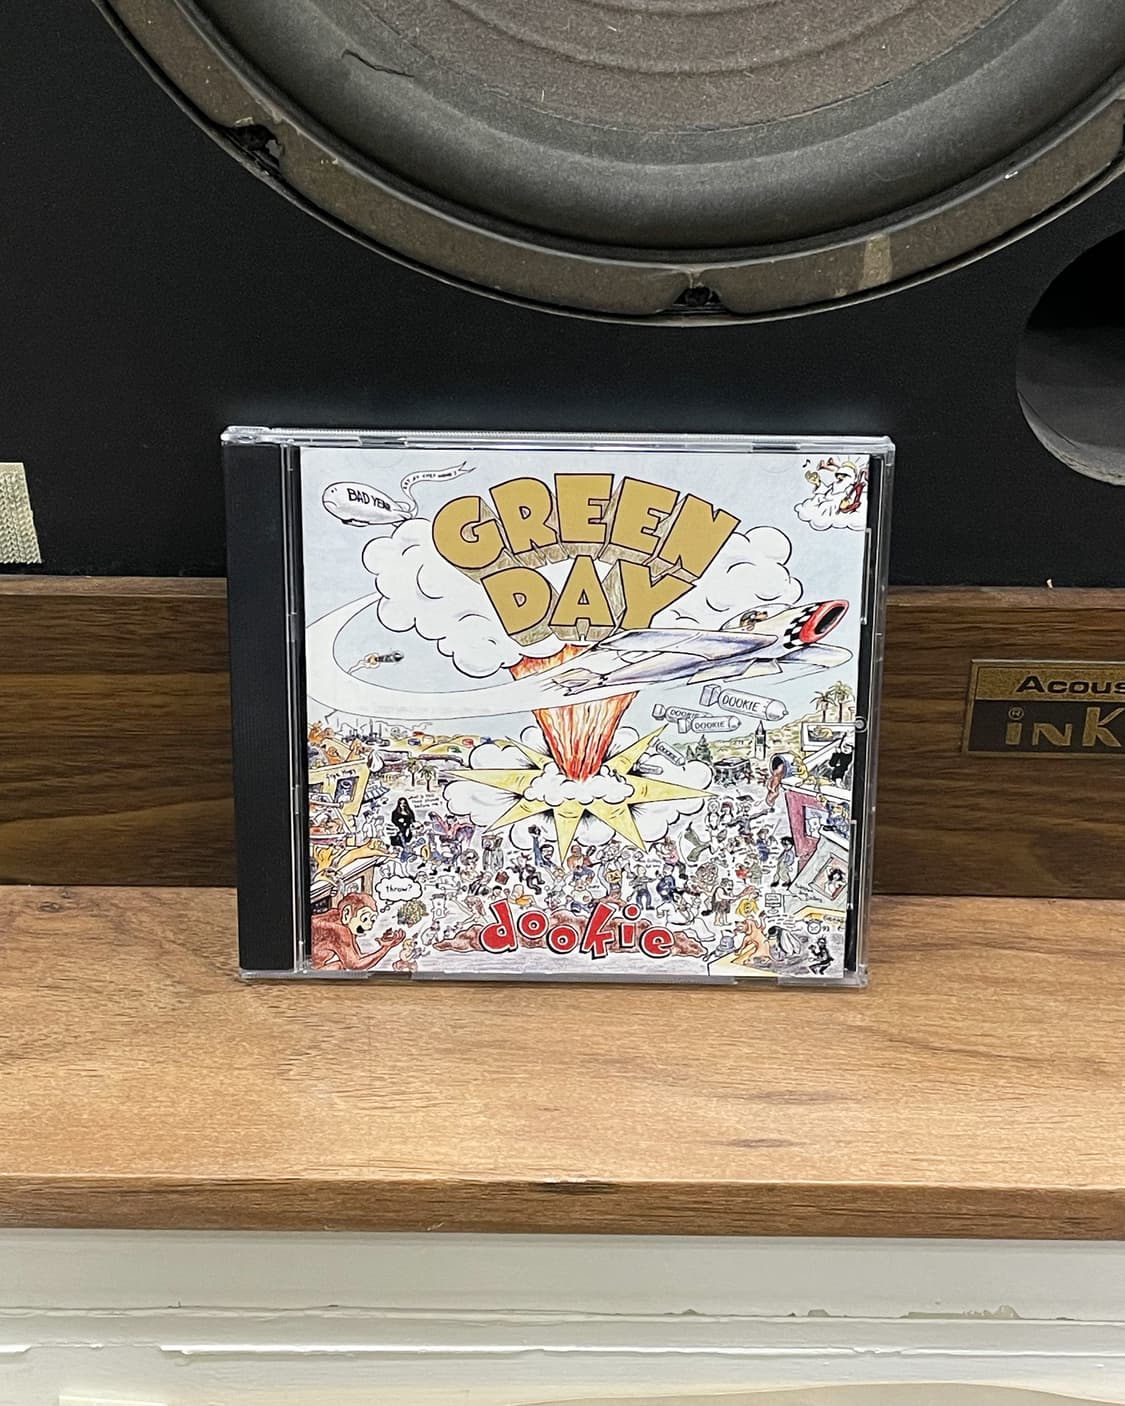 BAD YEAR
GREEN
DAY
DOOKIE
DOOKIE
DOOKIE
throw?
dookie
Acous
®
inK